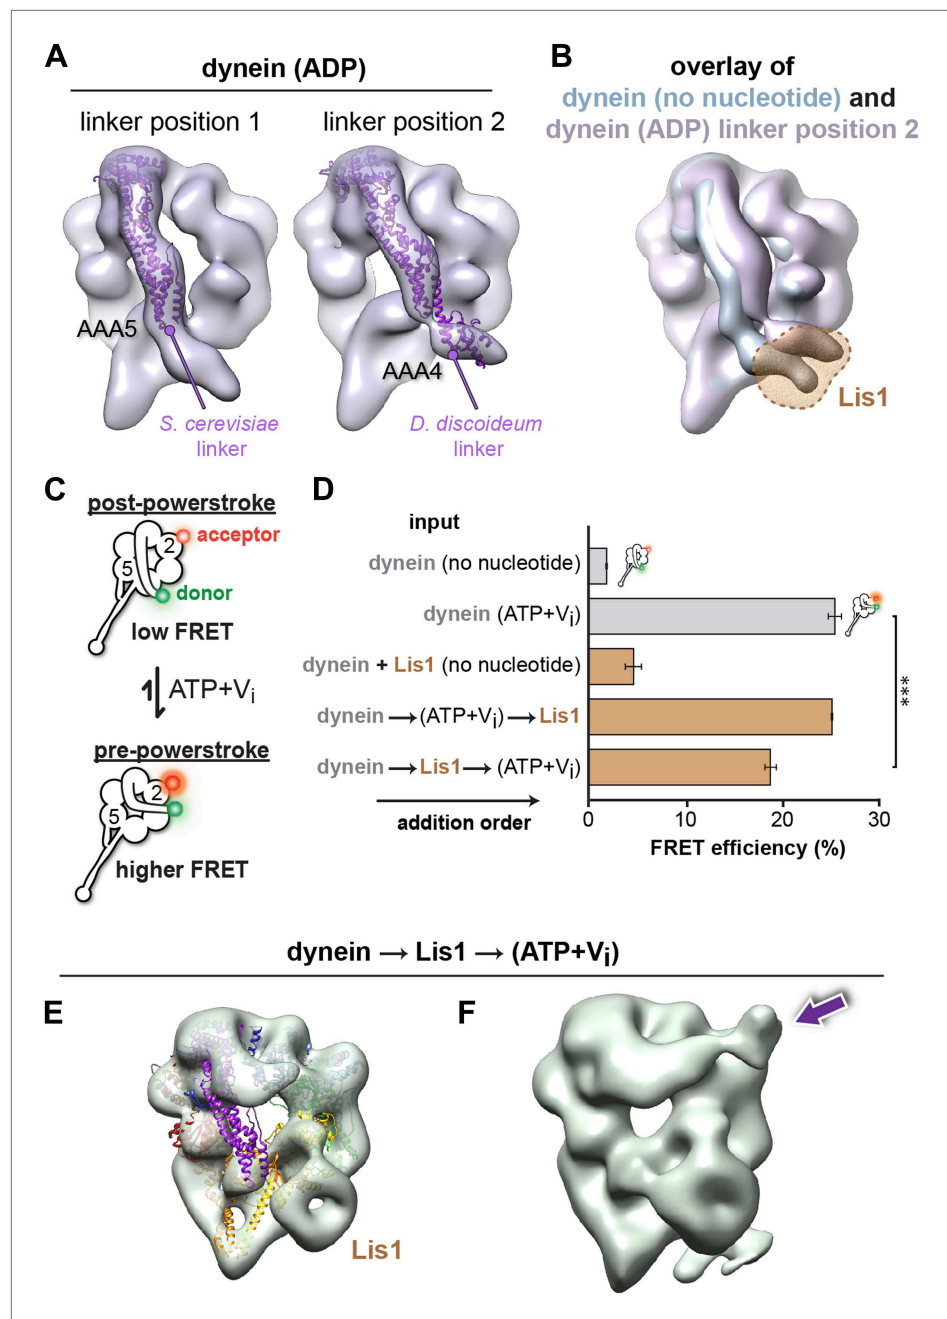 A
dynein (ADP)
linker position 1
linker position 2
AAA5
AAA4
S. cerevisiae
linker
D. discoideum
linker
B
overlay of
dynein (no nucleotide) and
dynein (ADP) linker position 2
Lis1
C
post-powerstroke
2
acceptor
5
donor
low FRET
ATP+Vi
pre-powerstroke
2
5
higher FRET
D
input
dynein (no nucleotide)
dynein (ATP+Vi)
dynein + Lis1 (no nucleotide)
dynein → (ATP+Vi) → Lis1
dynein → Lis1 → (ATP+Vi)
addition order
***
0 10 20 30
FRET efficiency (%)
dynein → Lis1 → (ATP+Vi)
E
Lis1
F